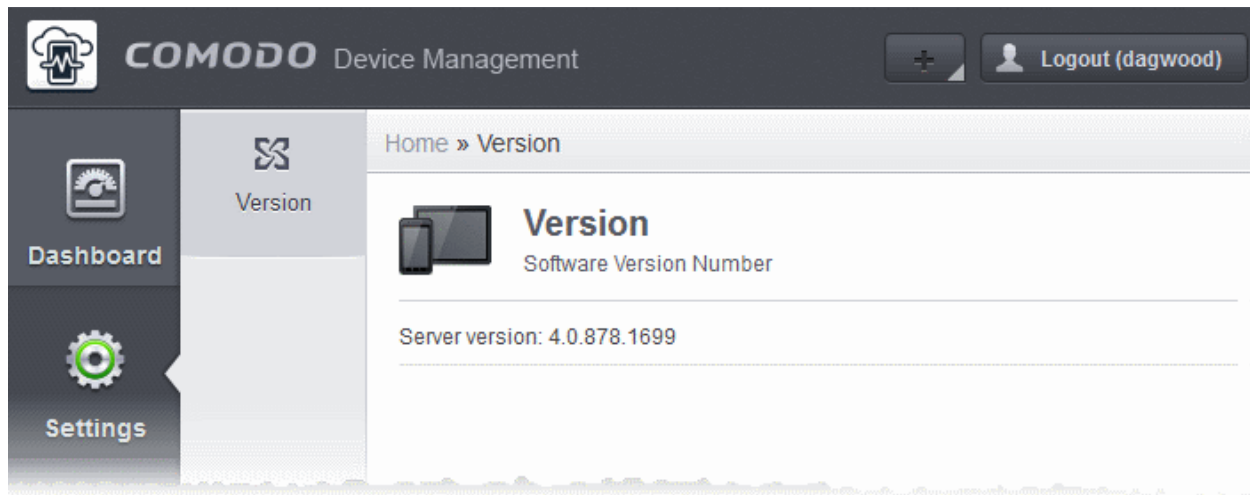 COMODO Device Management
Logout (dagwood)
Dashboard
Settings
Version
Home » Version
Version
Software Version Number
Server version: 4.0.878.1699